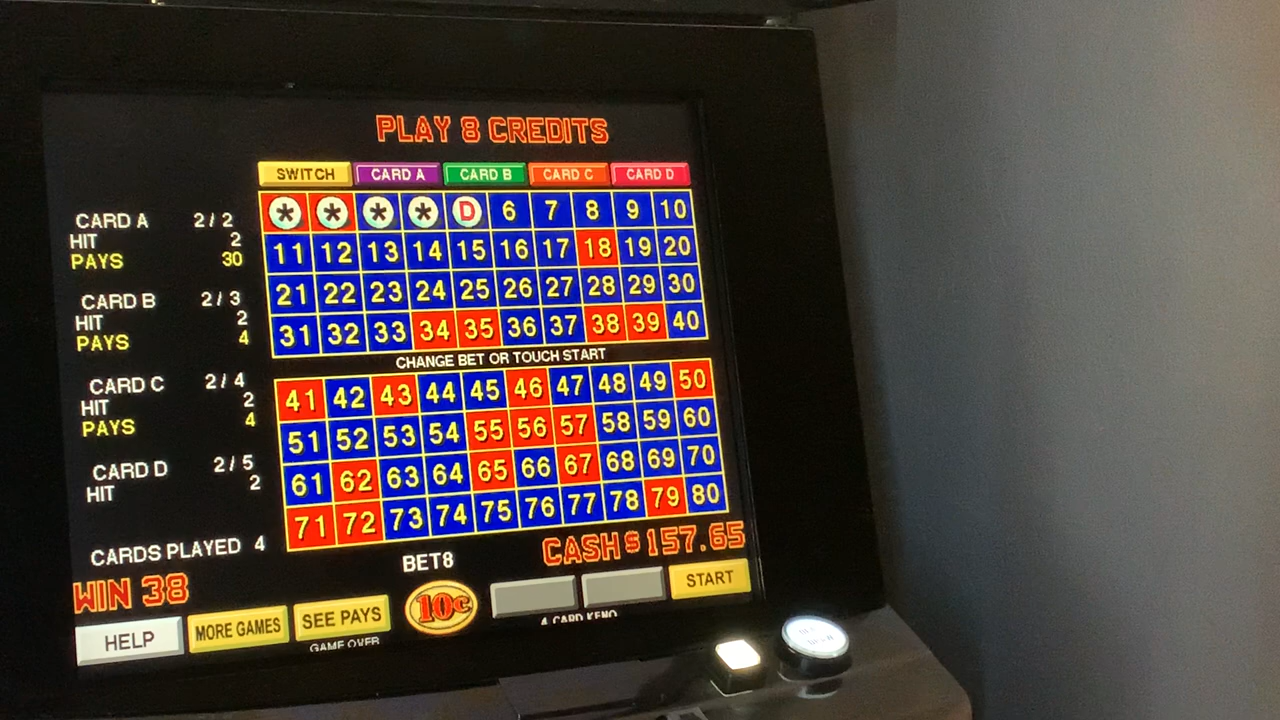 PLAY 8 CREDITS
SWITCH CARD A CARD B CARD C CARD D
CARD A 2/2
HIT 2
PAYS 30
CARD B 2/3
HIT 2
PAYS 4
CARD C 2/4
HIT 2
PAYS 4
CARD D 2/5
HIT 2
CARDS PLAYED 4
WIN 38
* * * * D 6 7 8 9 10
11 12 13 14 15 16 17 18 19 20
21 22 23 24 25 26 27 28 29 30
31 32 33 34 35 36 37 38 39 40
CHANGE BET OR TOUCH START
41 42 43 44 45 46 47 48 49 50
51 52 53 54 55 56 57 58 59 60
61 62 63 64 65 66 67 68 69 70
71 72 73 74 75 76 77 78 79 80
BET8
CASH $157.65
HELP MORE GAMES SEE PAYS 10¢ START
GAME OVER
4 CARD KENO